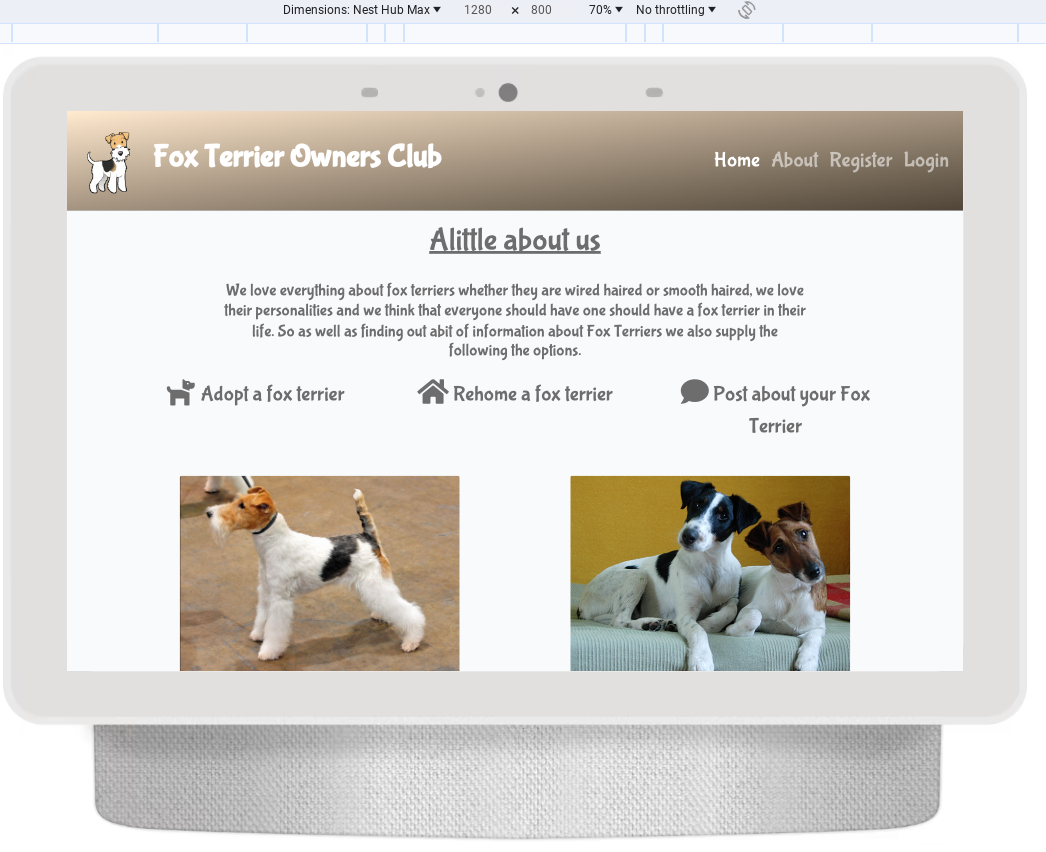 Dimensions: Nest Hub Max 1280 × 800 70% No throttling
Fox Terrier Owners Club
Home About Register Login
Alittle about us
We love everything about fox terriers whether they are wired haired or smooth haired, we love
their personalities and we think that everyone should have one should have a fox terrier in their
life. So as well as finding out abit of information about Fox Terriers we also supply the
following the options.
Adopt a fox terrier
Rehome a fox terrier
Post about your Fox
Terrier